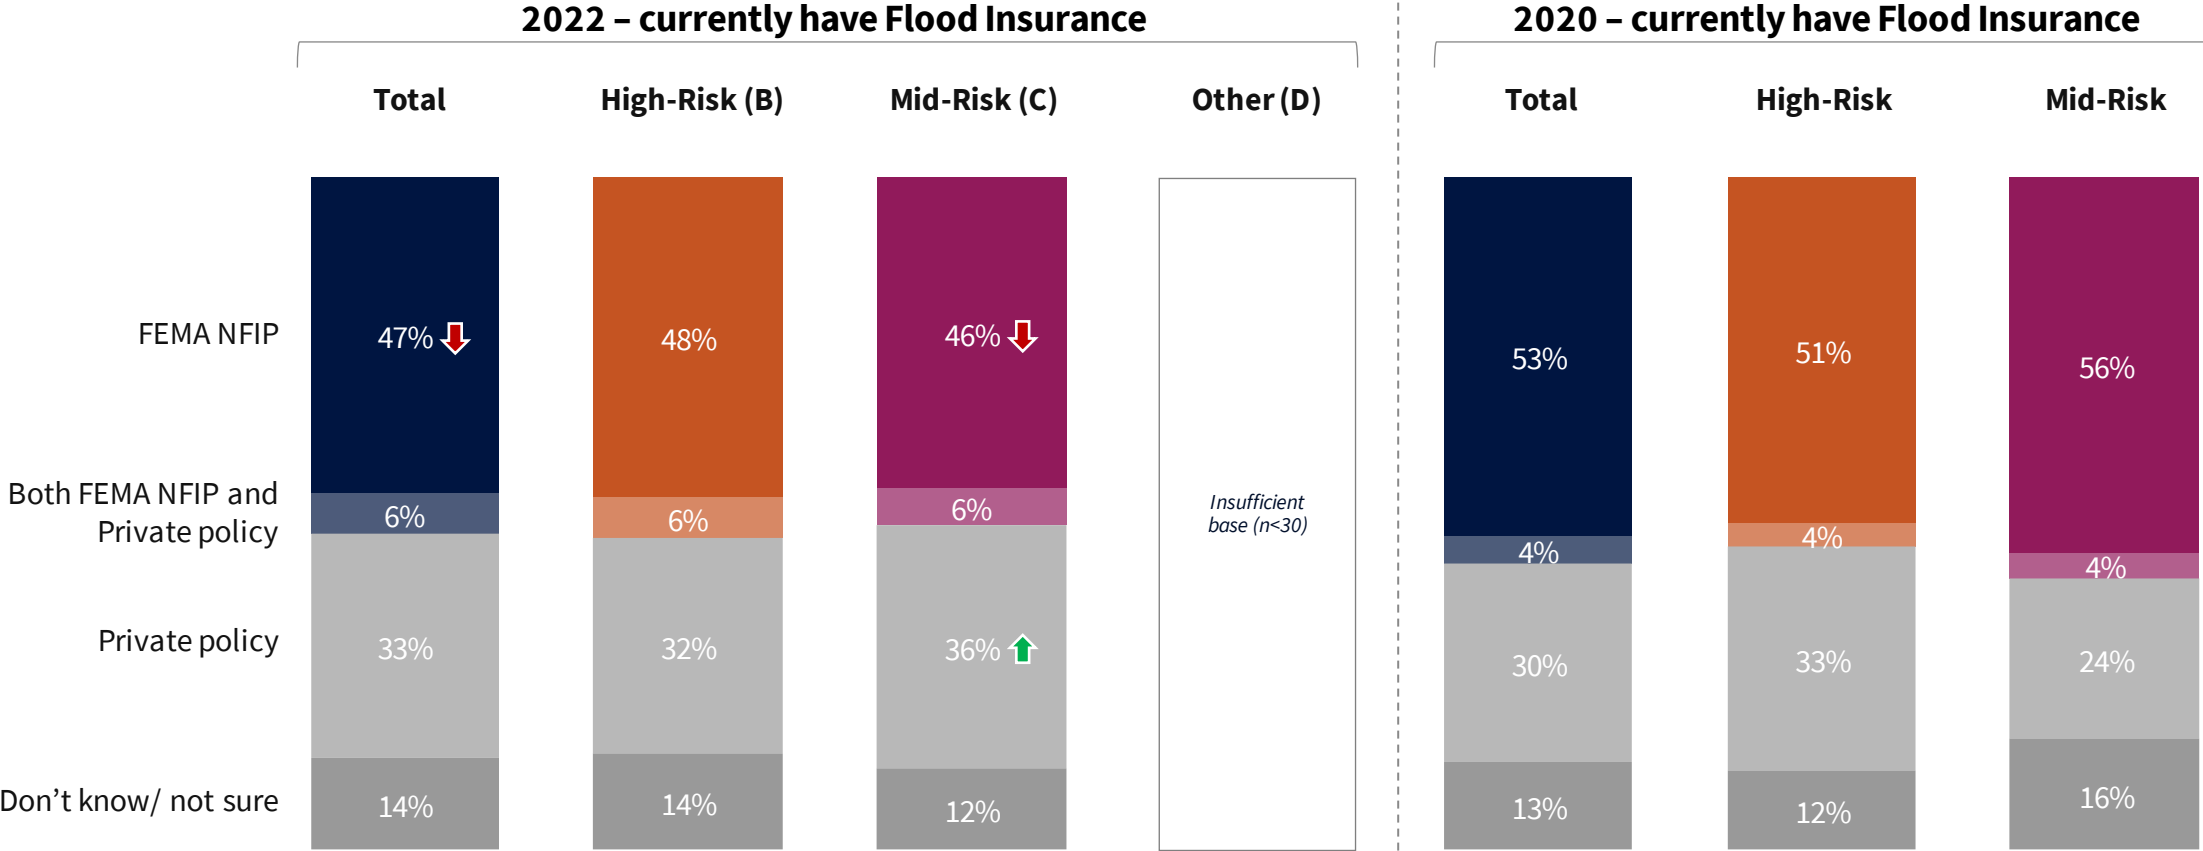 2022 – currently have Flood Insurance
2020 – currently have Flood Insurance
Total
High-Risk (B)
Mid-Risk (C)
Other (D)
Total
High-Risk
Mid-Risk
FEMA NFIP
47%
48%
46%
53%
51%
56%
Both FEMA NFIP and
Private policy
6%
6%
6%
Insufficient
base (n<30)
4%
4%
4%
Private policy
33%
32%
36%
30%
33%
24%
Don’t know/ not sure
14%
14%
12%
13%
12%
16%